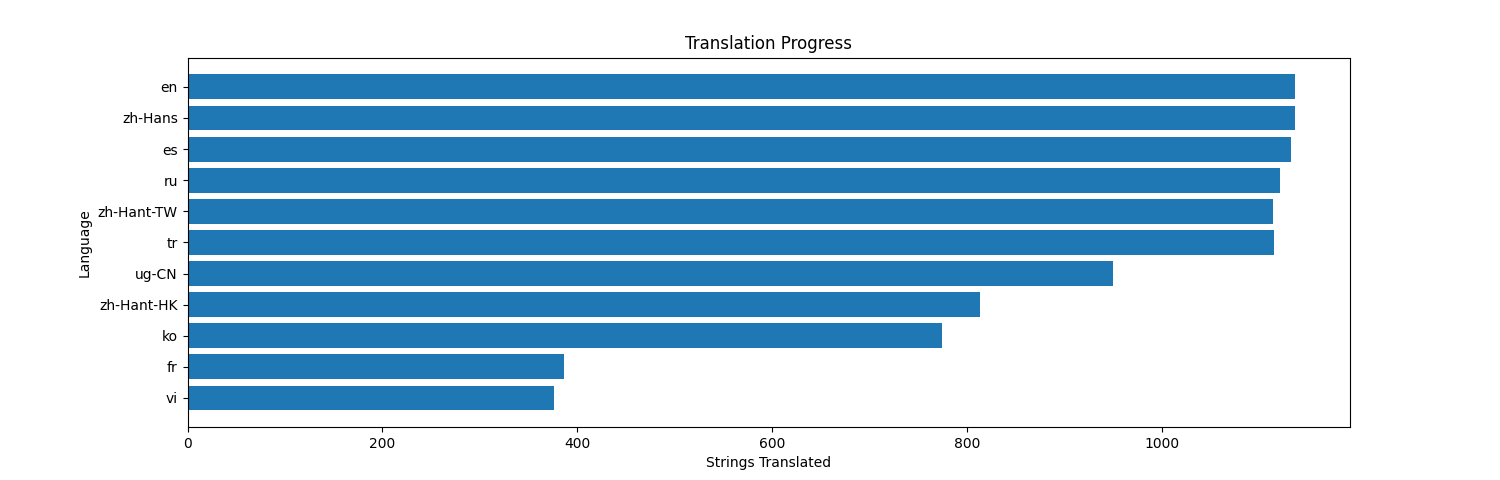 Translation Progress
en
zh-Hans
es
ru
zh-Hant-TW
tr
ug-CN
zh-Hant-HK
ko
fr
vi
Language
0 200 400 600 800 1000
Strings Translated